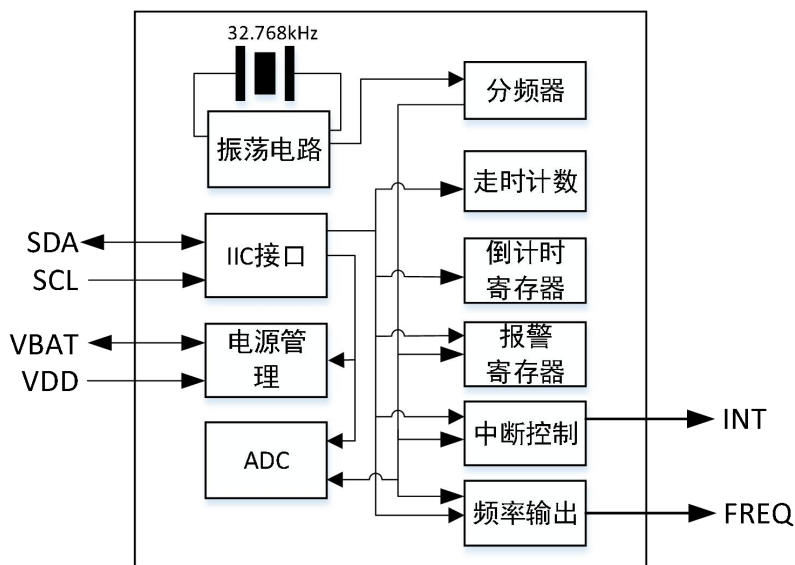 32.768kHz
振荡电路
分频器
走时计数
SDA
SCL
IIC接口
倒计时
寄存器
VBAT
VDD
电源管
理
报警
寄存器
ADC
中断控制
INT
频率输出
FREQ